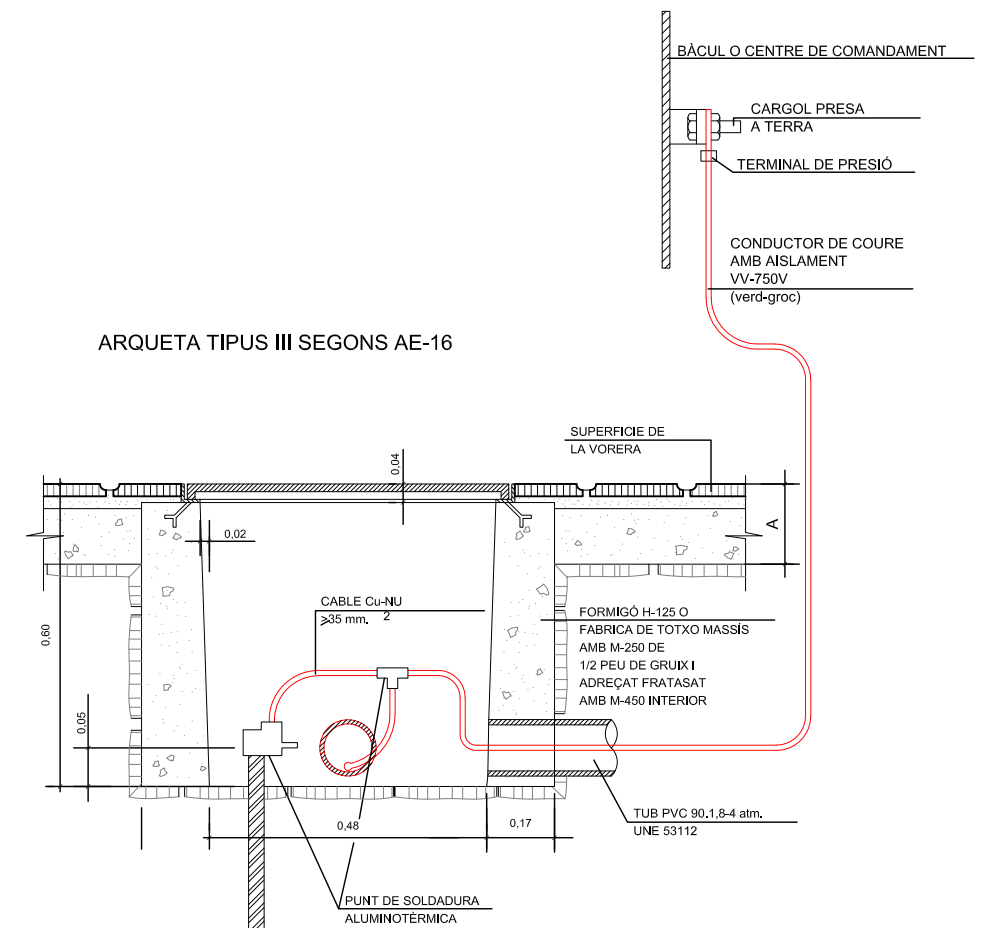 BÀCUL O CENTRE DE COMANDAMENT
CARGOL PRESA
A TERRA
TERMINAL DE PRESIÓ
CONDUCTOR DE COURE
AMB AISLAMENT
VV-750V
(verd-groc)
ARQUETA TIPUS III SEGONS AE-16
SUPERFICIE DE
LA VORERA
0,04
A
0,02
CABLE Cu-NU
>35 mm. 2
FORMIGÓ H-125 O
FABRICA DE TOTXO MASSÍS
AMB M-250 DE
1/2 PEU DE GRUIX I
ADREÇAT FRATASAT
AMB M-450 INTERIOR
0,60
0,05
0,48
0,17
TUB PVC 90.1,8-4 atm.
UNE 53112
PUNT DE SOLDADURA
ALUMINOTÈRMICA